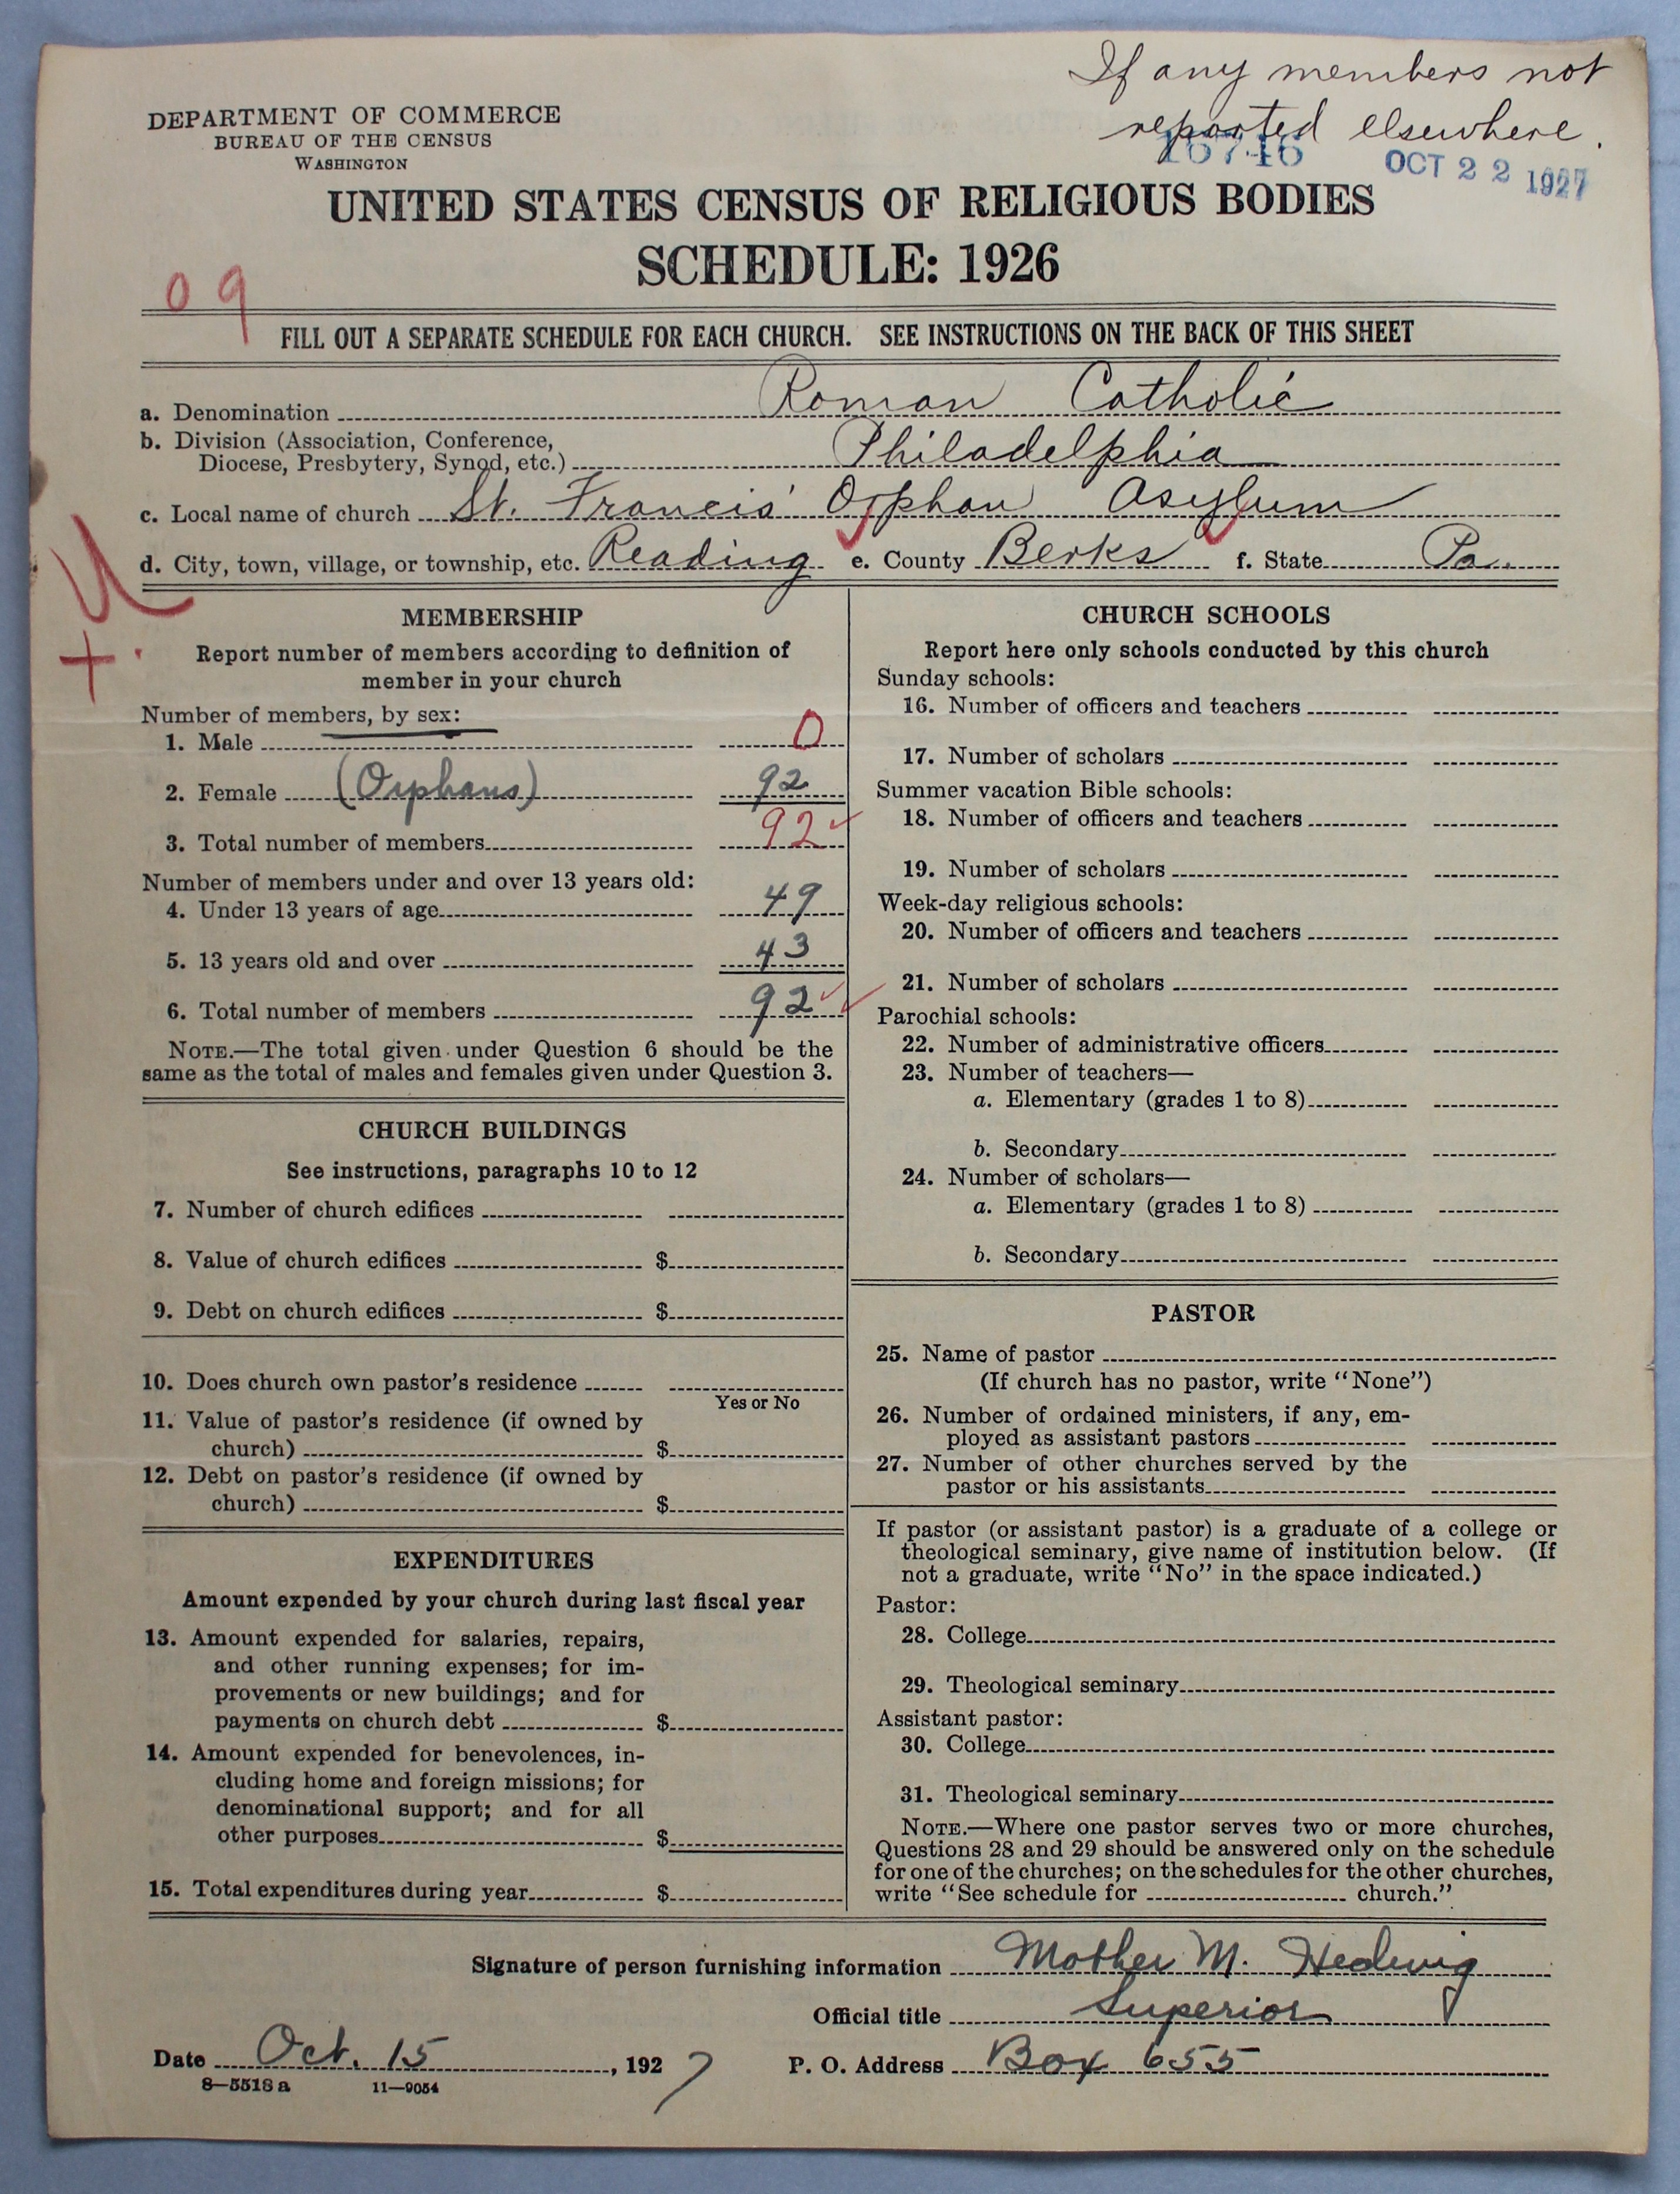 If any members not
reported elsewhere.
DEPARTMENT OF COMMERCE
BUREAU OF THE CENSUS
WASHINGTON
16746
OCT 22 1927
UNITED STATES CENSUS OF RELIGIOUS BODIES
SCHEDULE: 1926
09
FILL OUT A SEPARATE SCHEDULE FOR EACH CHURCH. SEE INSTRUCTIONS ON THE BACK OF THIS SHEET
a. Denomination Roman Catholic
b. Division (Association, Conference,
Diocese, Presbytery, Synod, etc.) Philadelphia
c. Local name of church St. Francis' Orphan Asylum
d. City, town, village, or township, etc. Reading e. County Berks f. State Pa.
MEMBERSHIP
Report number of members according to definition of
member in your church
Number of members, by sex:
1. Male 0
2. Female (Orphans) 92
3. Total number of members 92
Number of members under and over 13 years old:
4. Under 13 years of age 49
5. 13 years old and over 43
6. Total number of members 92
NOTE.—The total given under Question 6 should be the
same as the total of males and females given under Question 3.
CHURCH BUILDINGS
See instructions, paragraphs 10 to 12
7. Number of church edifices
8. Value of church edifices $
9. Debt on church edifices $
10. Does church own pastor's residence
Yes or No
11. Value of pastor's residence (if owned by
church) $
12. Debt on pastor's residence (if owned by
church) $
EXPENDITURES
Amount expended by your church during last fiscal year
13. Amount expended for salaries, repairs,
and other running expenses; for im-
provements or new buildings; and for
payments on church debt $
14. Amount expended for benevolences, in-
cluding home and foreign missions; for
denominational support; and for all
other purposes $
15. Total expenditures during year $
CHURCH SCHOOLS
Report here only schools conducted by this church
Sunday schools:
16. Number of officers and teachers
17. Number of scholars
Summer vacation Bible schools:
18. Number of officers and teachers
19. Number of scholars
Week-day religious schools:
20. Number of officers and teachers
21. Number of scholars
Parochial schools:
22. Number of administrative officers
23. Number of teachers—
a. Elementary (grades 1 to 8)
b. Secondary
24. Number of scholars—
a. Elementary (grades 1 to 8)
b. Secondary
PASTOR
25. Name of pastor
(If church has no pastor, write "None")
26. Number of ordained ministers, if any, em-
ployed as assistant pastors
27. Number of other churches served by the
pastor or his assistants
If pastor (or assistant pastor) is a graduate of a college or
theological seminary, give name of institution below. (If
not a graduate, write "No" in the space indicated.)
Pastor:
28. College
29. Theological seminary
Assistant pastor:
30. College
31. Theological seminary
NOTE.—Where one pastor serves two or more churches,
Questions 28 and 29 should be answered only on the schedule
for one of the churches; on the schedules for the other churches,
write "See schedule for church."
Signature of person furnishing information Mother M. Hedwig
Official title Superior
Date Oct. 15, 1927 P. O. Address Box 655
8—5518a 11—9054